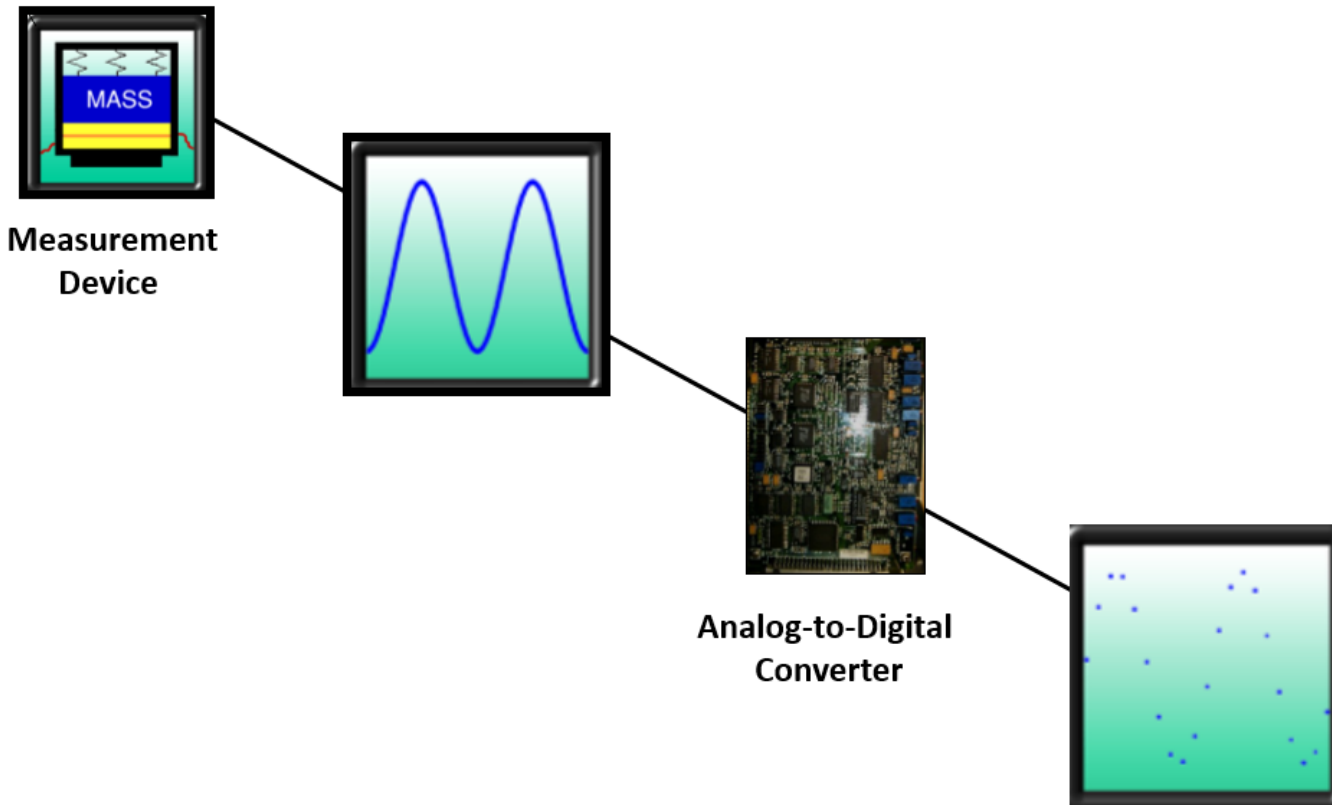 MASS
Measurement
Device
Analog-to-Digital
Converter